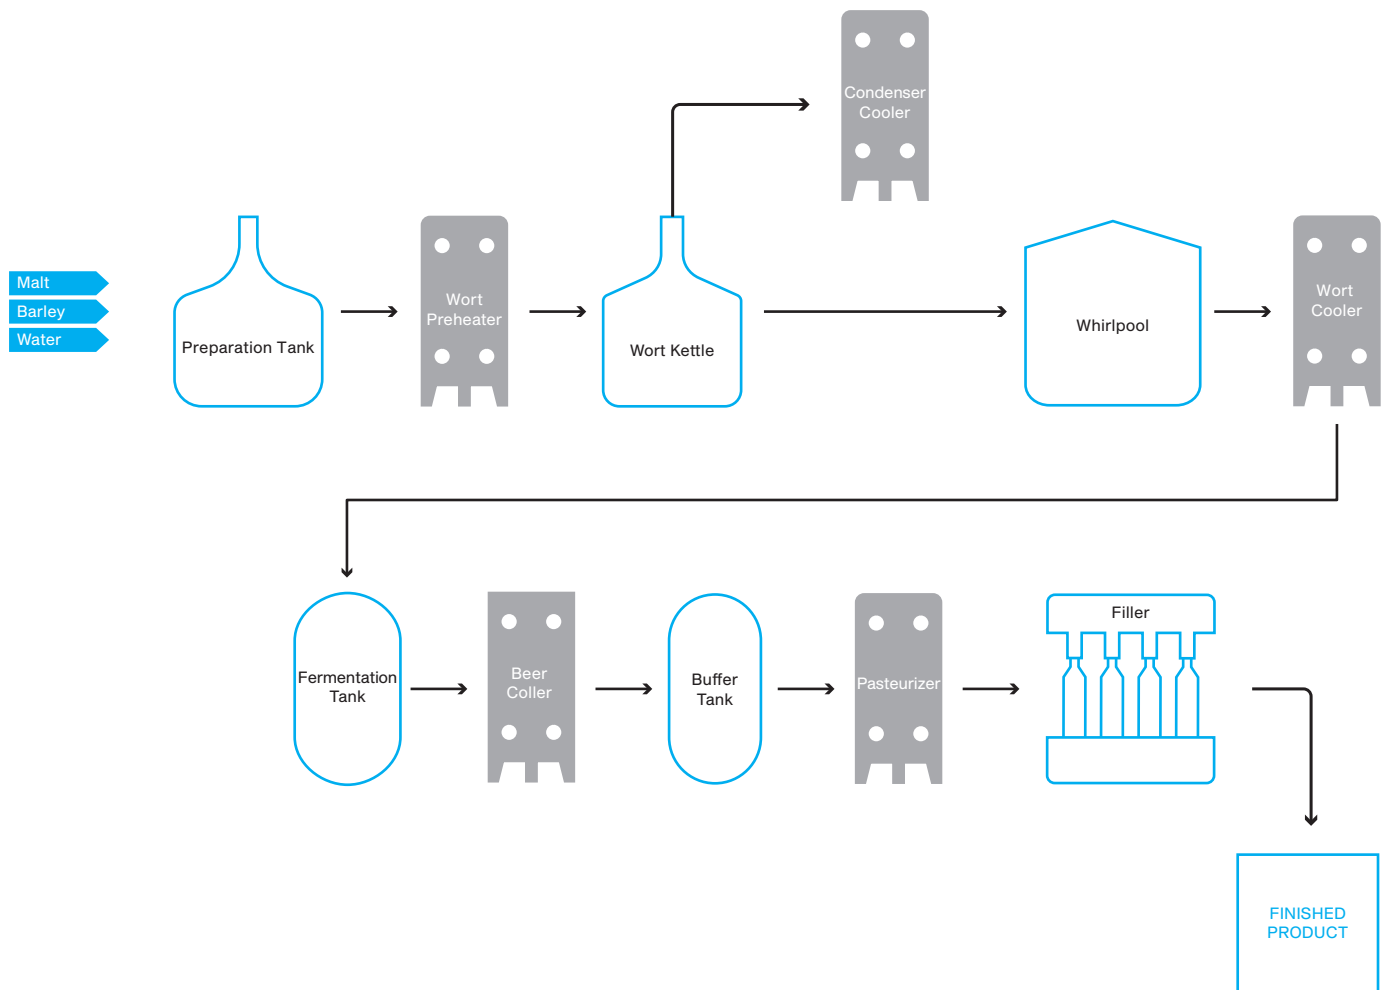 Condenser
Cooler
Malt
Barley
Water
Preparation Tank
Wort
Preheater
Wort Kettle
Whirlpool
Wort
Cooler
Fermentation
Tank
Beer
Coller
Buffer
Tank
Pasteurizer
Filler
FINISHED
PRODUCT